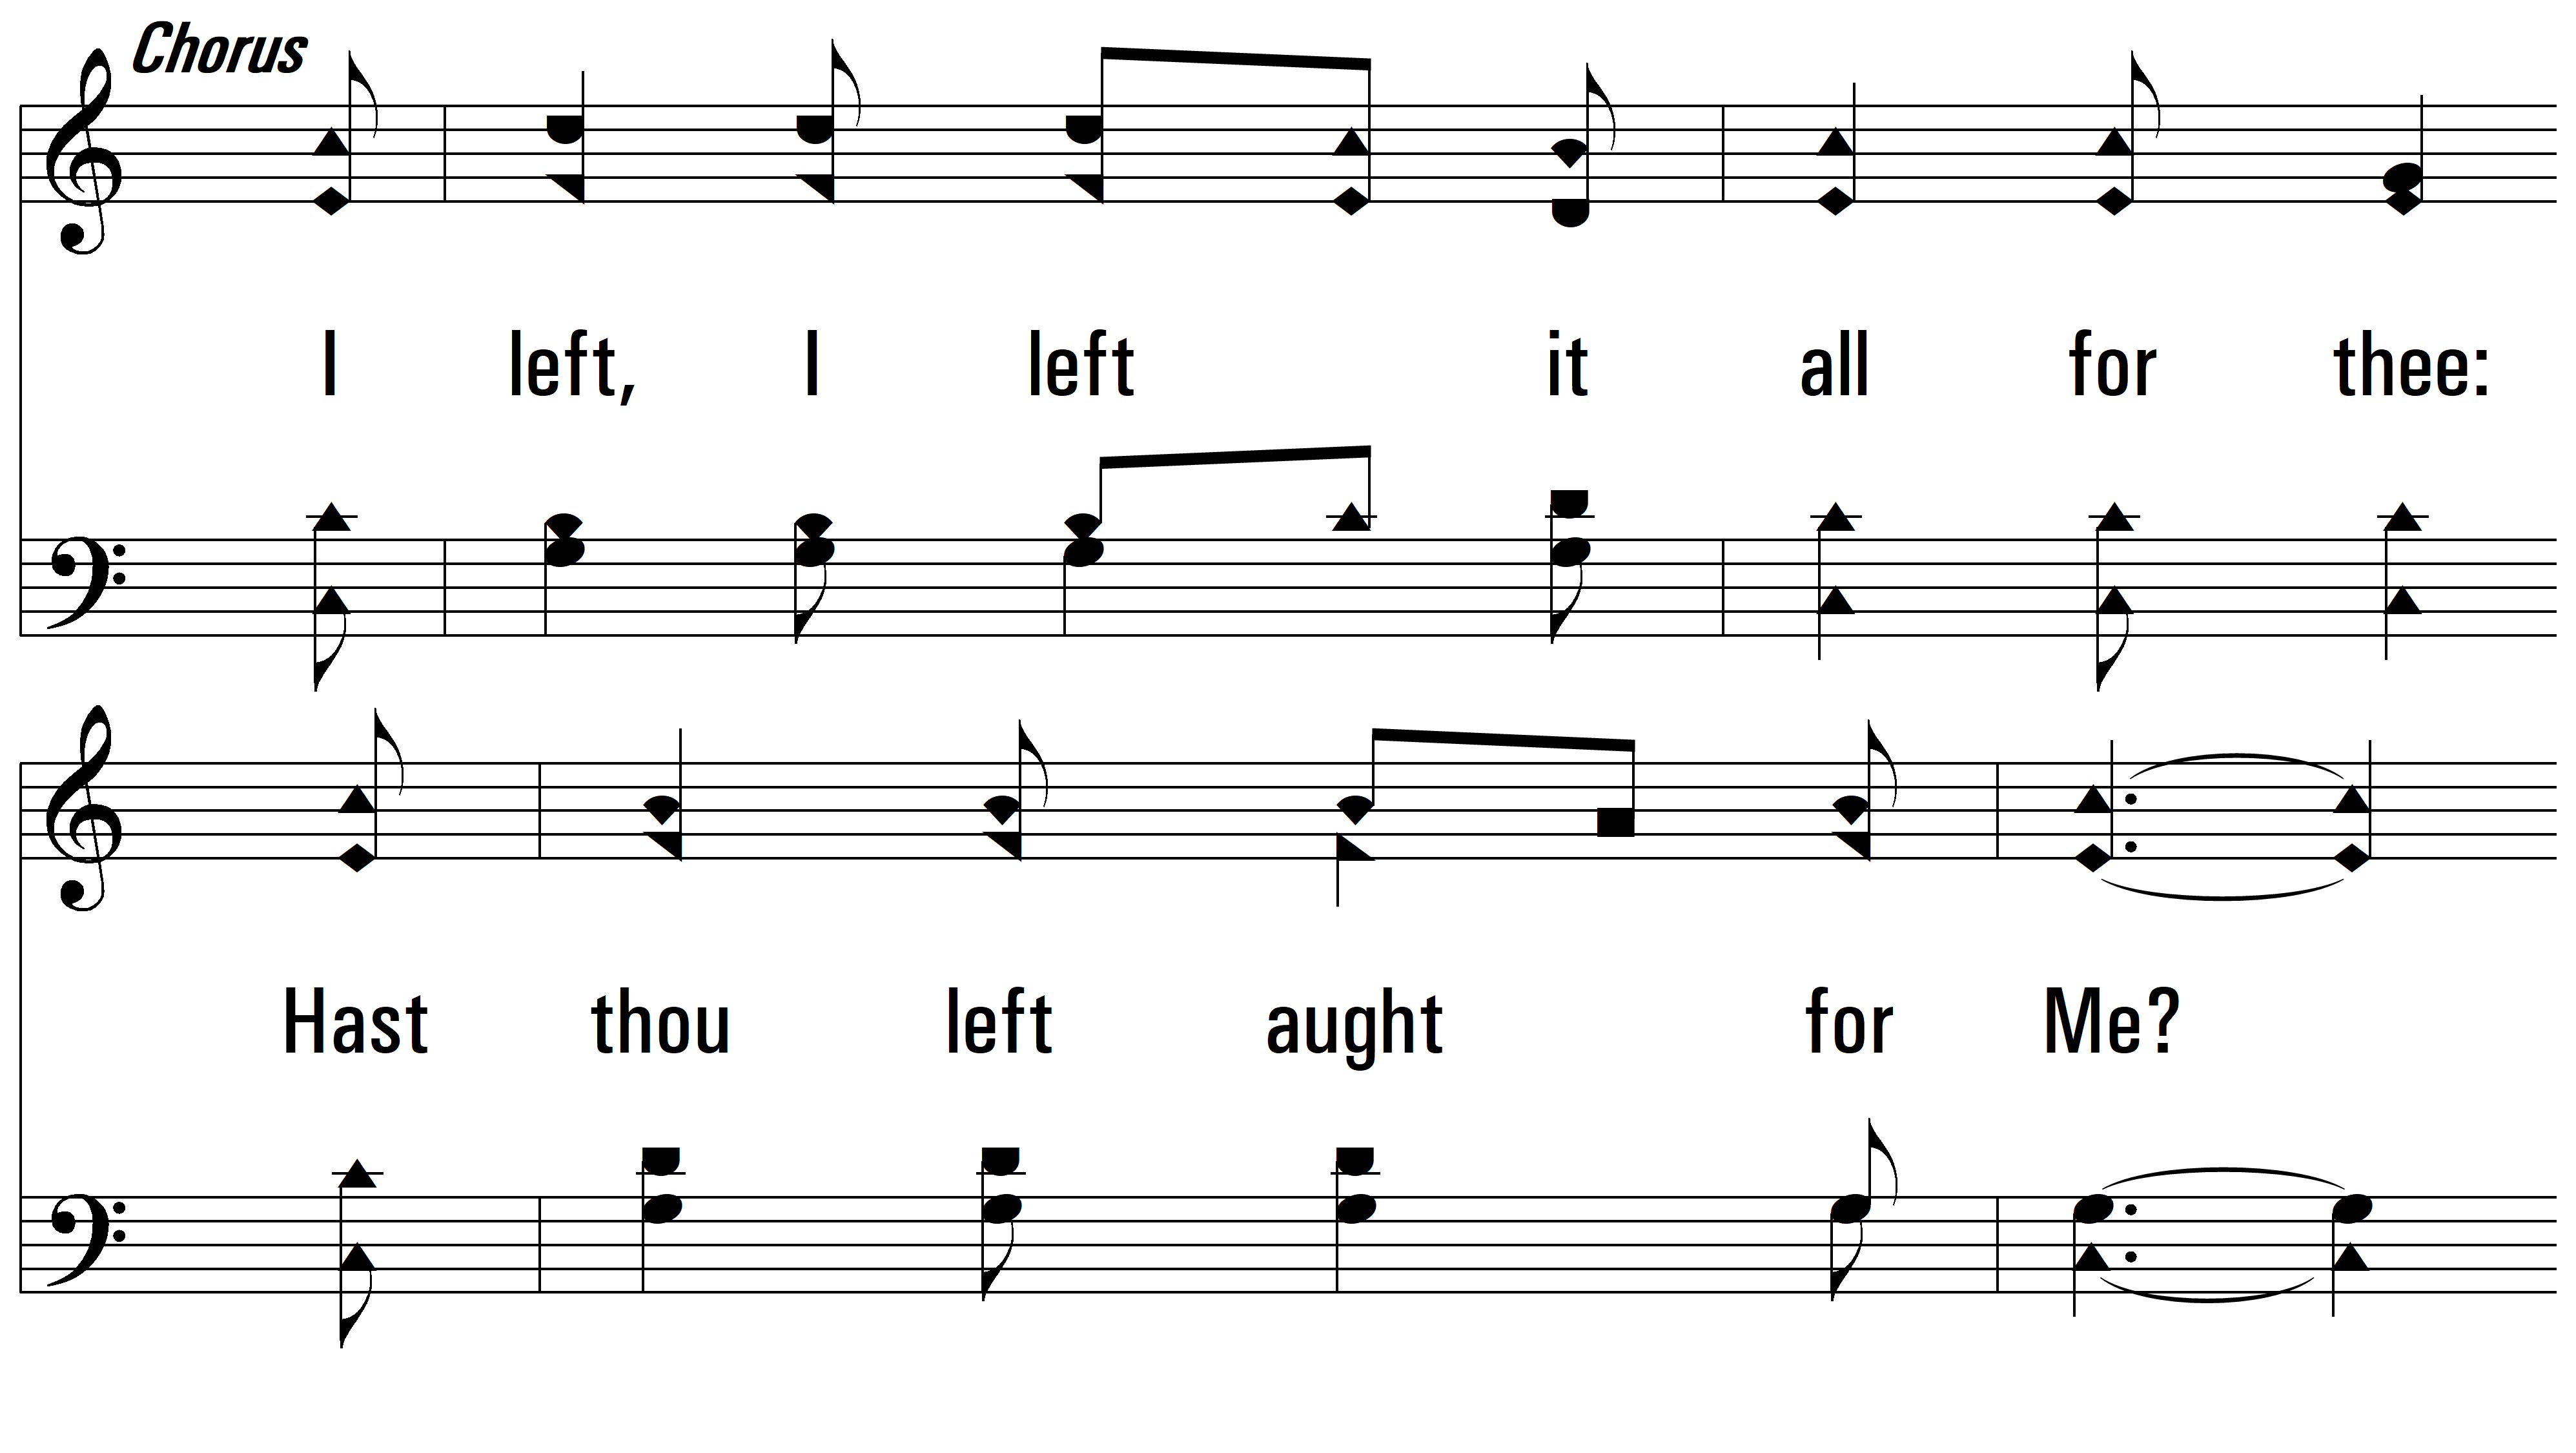 Chorus
I left, I left it all for thee:
Hast thou left aught for Me?